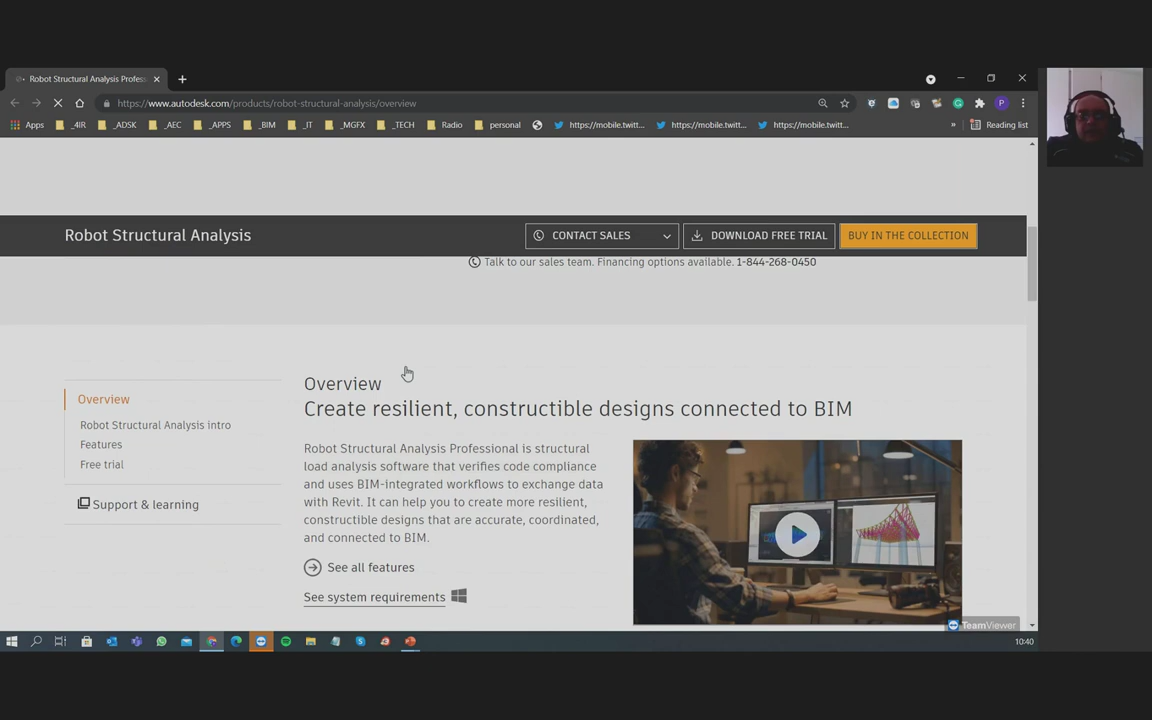 Robot Structural Analysis Profes
https://www.autodesk.com/products/robot-structural-analysis/overview
P
Apps _4IR _ADSK _AEC _APPS _BIM _IT _MGFX _TECH Radio personal https://mobile.twitt... https://mobile.twitt... https://mobile.twitt... » Reading list
Robot Structural Analysis
CONTACT SALES
DOWNLOAD FREE TRIAL
BUY IN THE COLLECTION
Talk to our sales team. Financing options available. 1-844-268-0450
Overview
Robot Structural Analysis intro
Features
Free trial
Support & learning
Overview
Create resilient, constructible designs connected to BIM
Robot Structural Analysis Professional is structural
load analysis software that verifies code compliance
and uses BIM-integrated workflows to exchange data
with Revit. It can help you to create more resilient,
constructible designs that are accurate, coordinated,
and connected to BIM.
See all features
See system requirements
TeamViewer
10:40